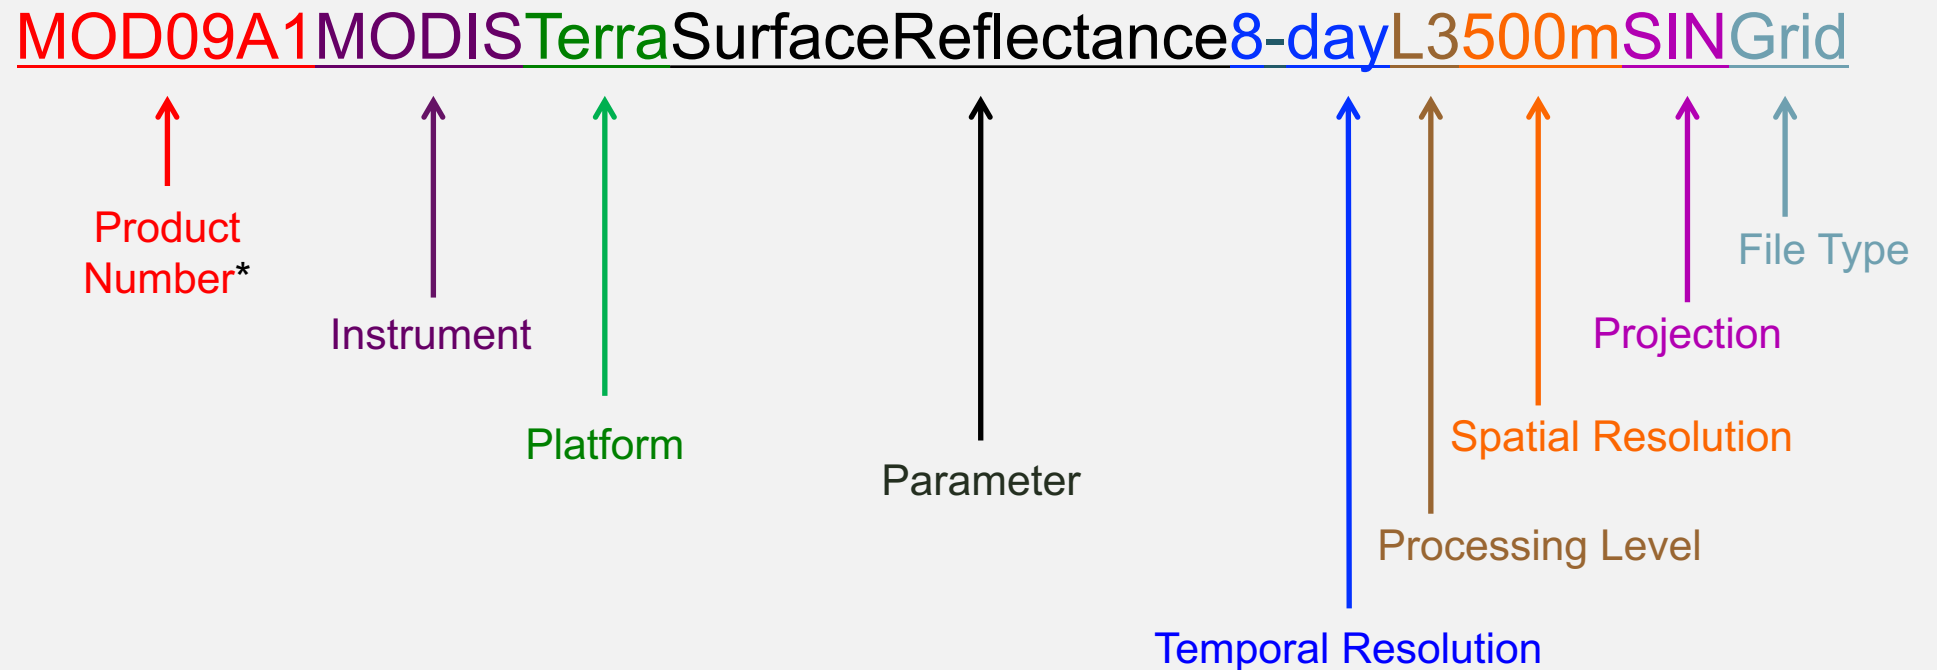 MOD09A1MODISTerraSurfaceReflectance8-dayL3500mSINGrid
Product
Number*
File Type
Instrument
Projection
Platform
Spatial Resolution
Parameter
Processing Level
Temporal Resolution